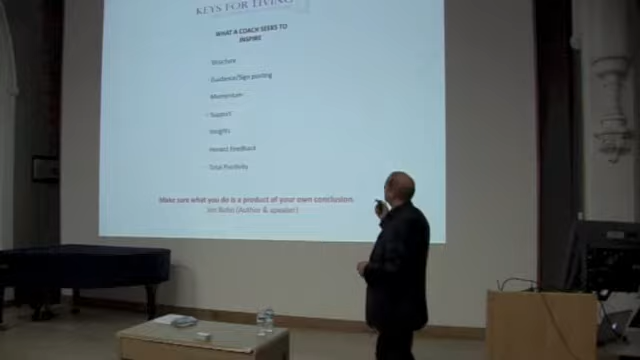 KEYS FOR LIVING
WHAT A COACH SEEKS TO
INSPIRE
Structure
Guidance/Sign posting
Momentum
- Support
Insights
Honest Feedback
Total Positivity
Make sure what you do is a product of your own conclusion.
Jim Rohn (Author & speaker)